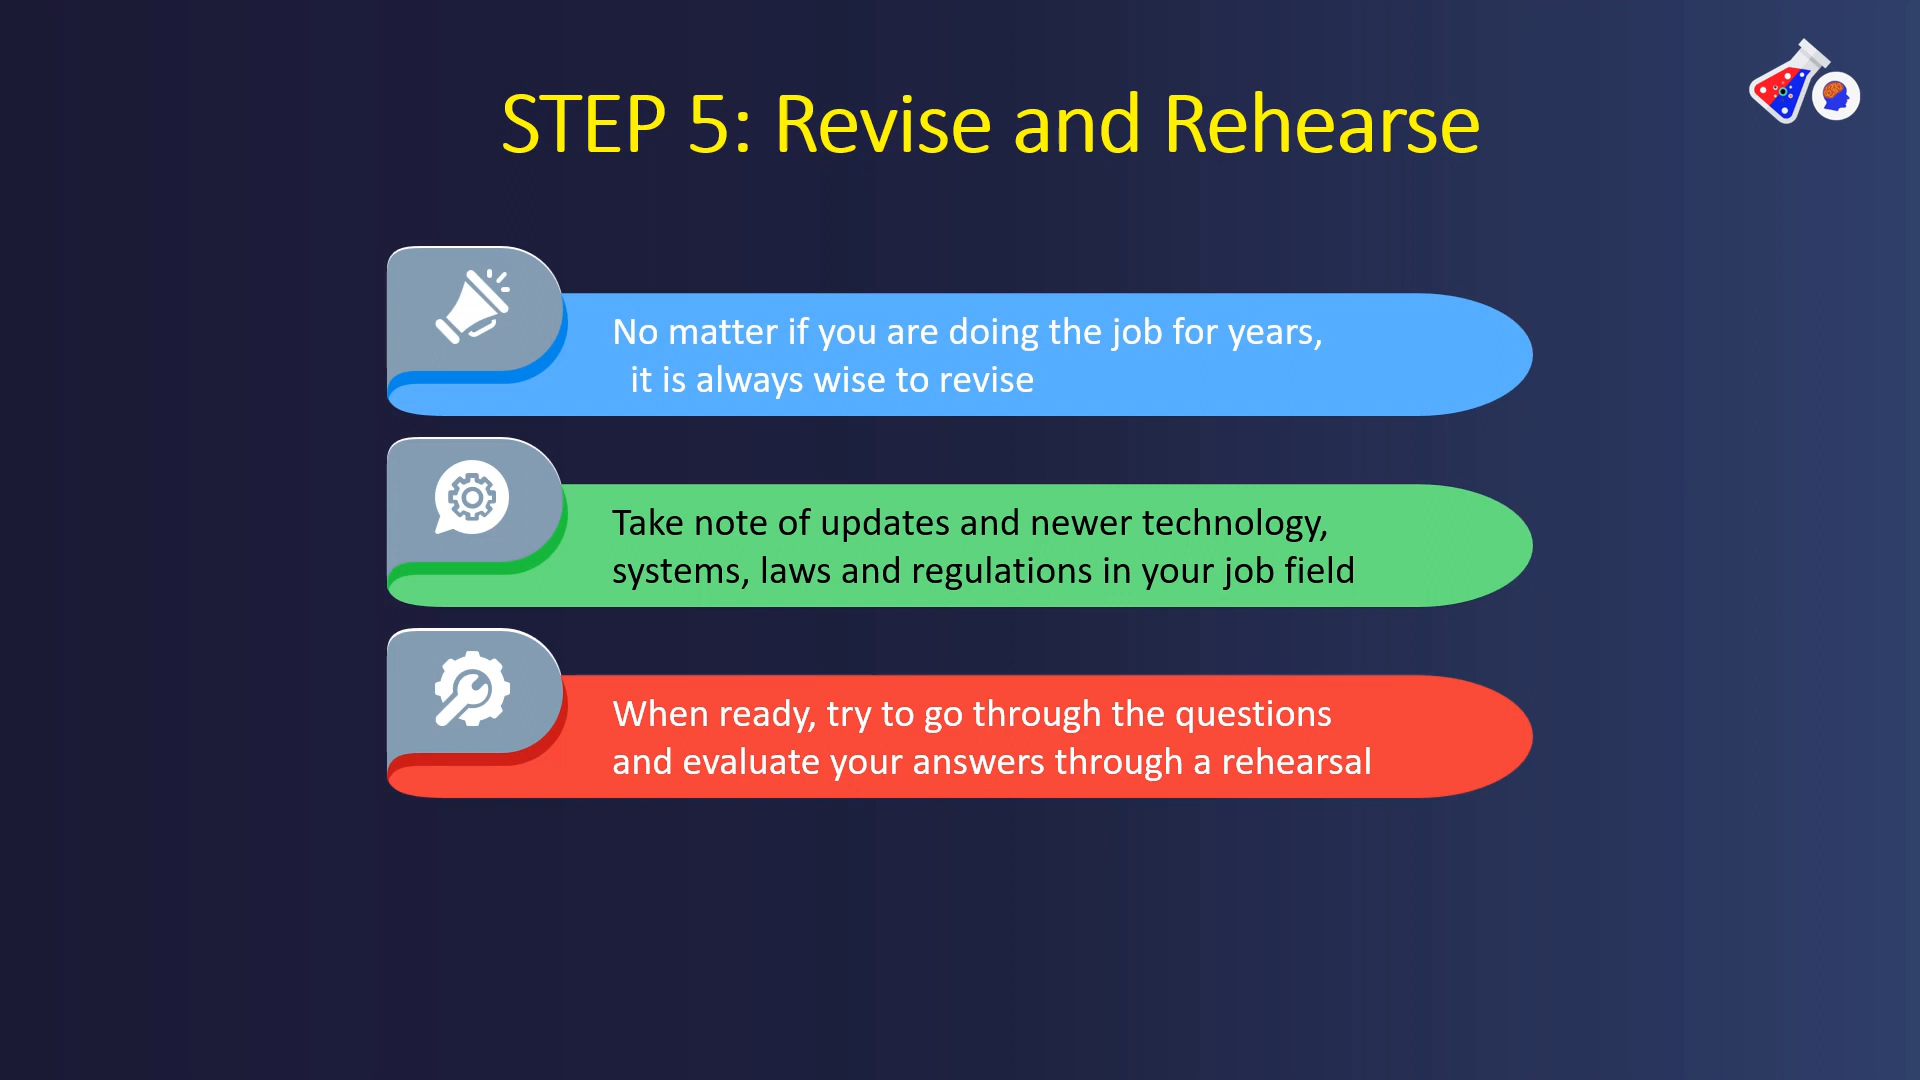 STEP 5: Revise and Rehearse
No matter if you are doing the job for years,
it is always wise to revise
Take note of updates and newer technology,
systems, laws and regulations in your job field
When ready, try to go through the questions
and evaluate your answers through a rehearsal